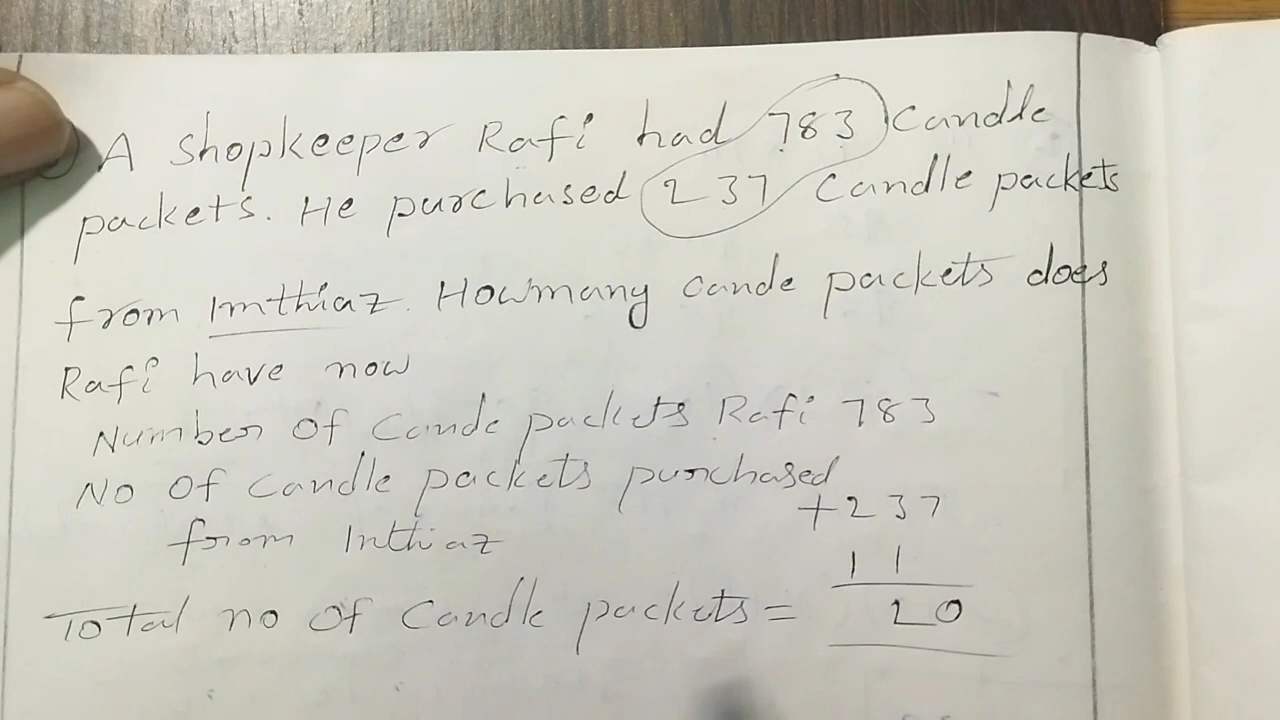 A Shopkeeper Rafi had 783 Candle
packets. He purchased 237 Candle packets
from Imthiaz. Howmany cande packets does
Rafi have now
Number of Cande packets Rafi 783
No of candle packets purchased
+237
from Inthiaz
1 1
Total no of Candle packets = 20